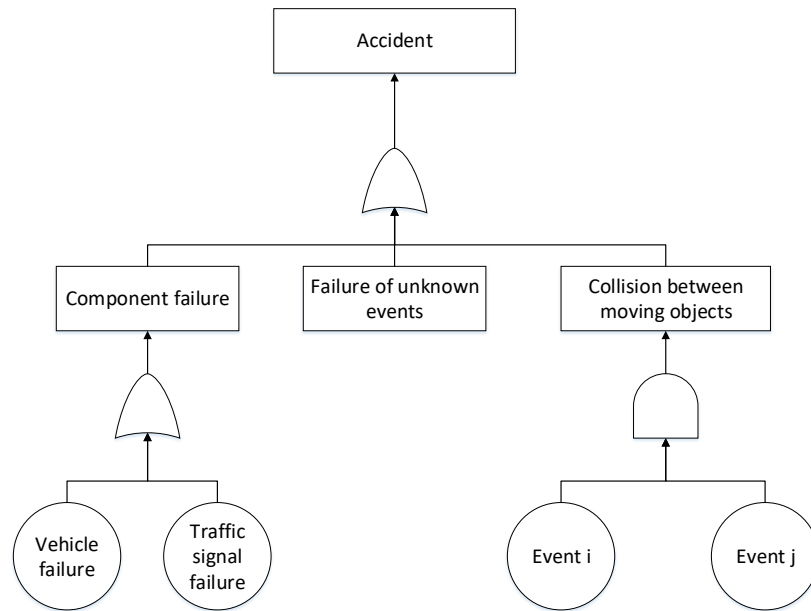 Accident
Component failure
Failure of unknown
events
Collision between
moving objects
Vehicle
failure
Traffic
signal
failure
Event i
Event j